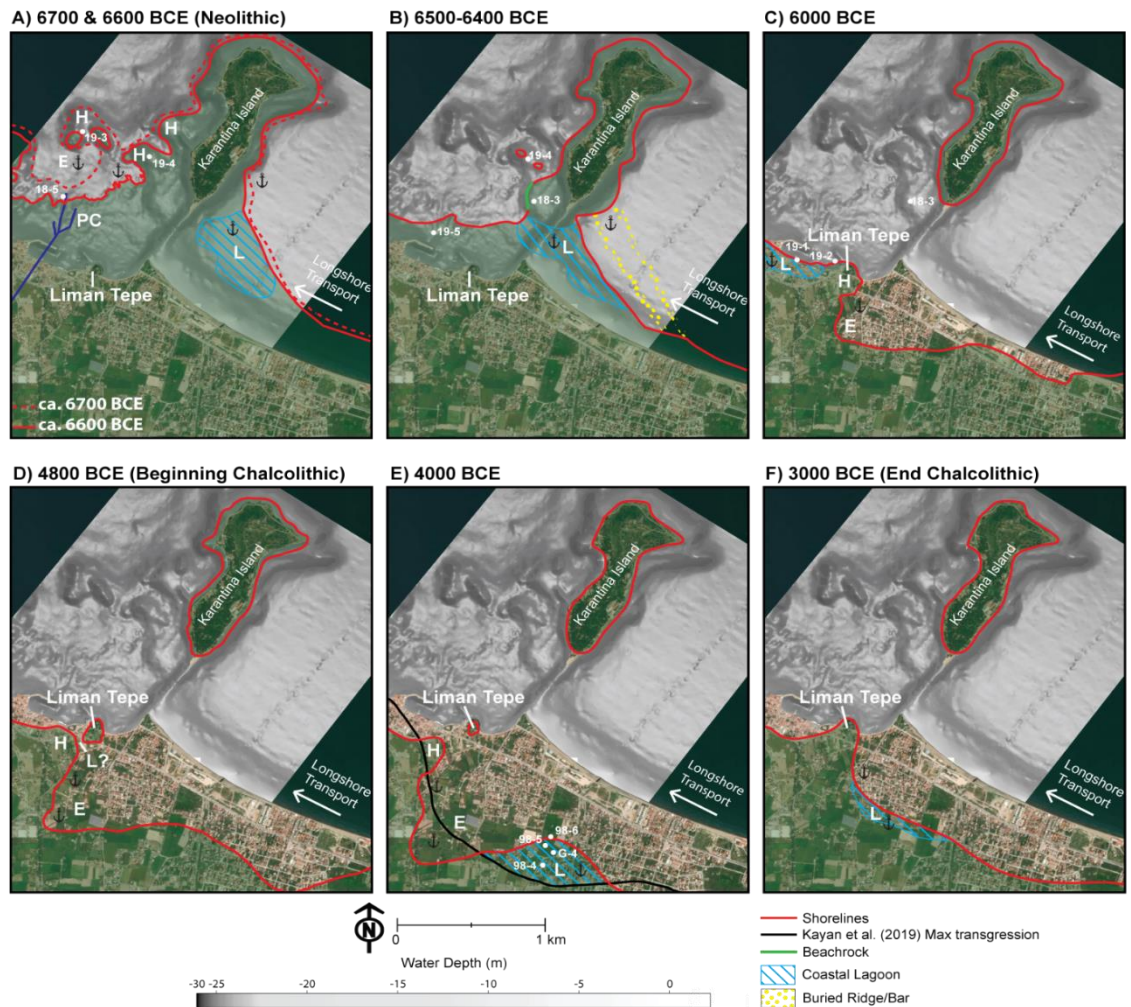 A) 6700 & 6600 BCE (Neolithic)
H
H
19-3
E
H
19-4
18-5
PC
Karantina Island
L
Liman Tepe
Longshore
Transport
ca. 6700 BCE
ca. 6600 BCE
B) 6500-6400 BCE
19-4
18-3
19-5
Karantina Island
L
Liman Tepe
Longshore
Transport
C) 6000 BCE
Karantina Island
18-3
Liman Tepe
19-1
19-2
L
H
E
Longshore
Transport
D) 4800 BCE (Beginning Chalcolithic)
Karantina Island
Liman Tepe
H
L?
E
Longshore
Transport
E) 4000 BCE
Karantina Island
Liman Tepe
H
E
98-6
98-5
G-4
98-4
L
Longshore
Transport
F) 3000 BCE (End Chalcolithic)
Karantina Island
Liman Tepe
L
Longshore
Transport
N
0
1 km
Water Depth (m)
-30 -25 -20 -15 -10 -5 0
Shorelines
Kayan et al. (2019) Max transgression
Beachrock
Coastal Lagoon
Buried Ridge/Bar